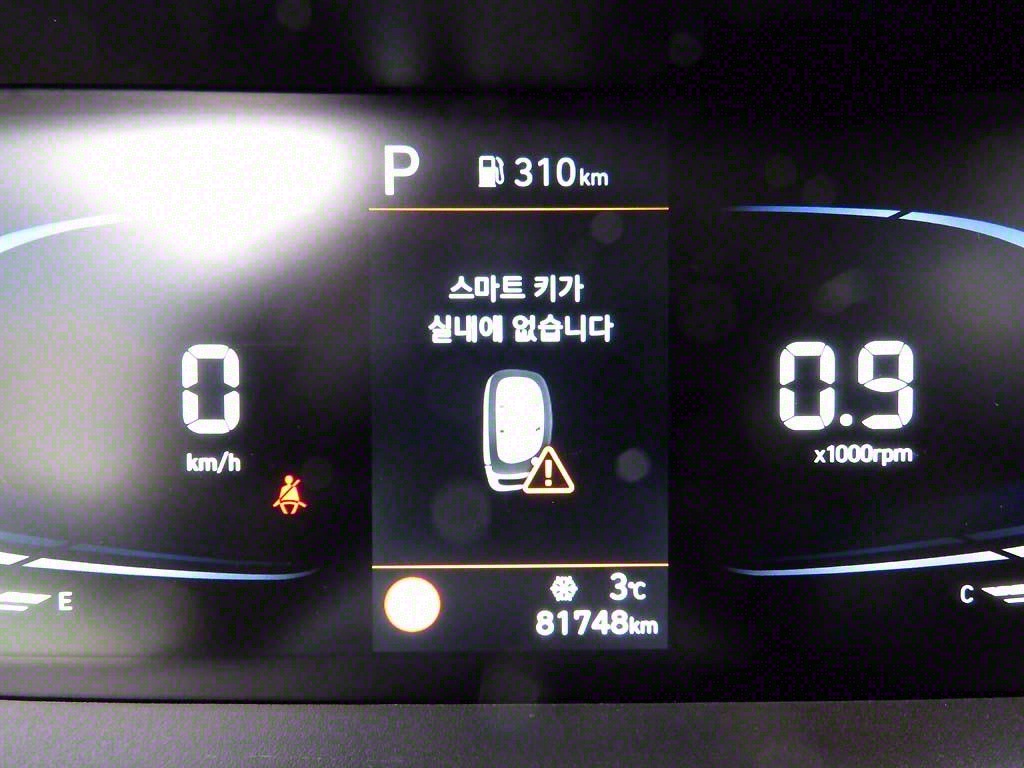 P 310km
스마트 키가
실내에 없습니다
0
km/h
0.9
x1000rpm
E
3℃
81748km
C